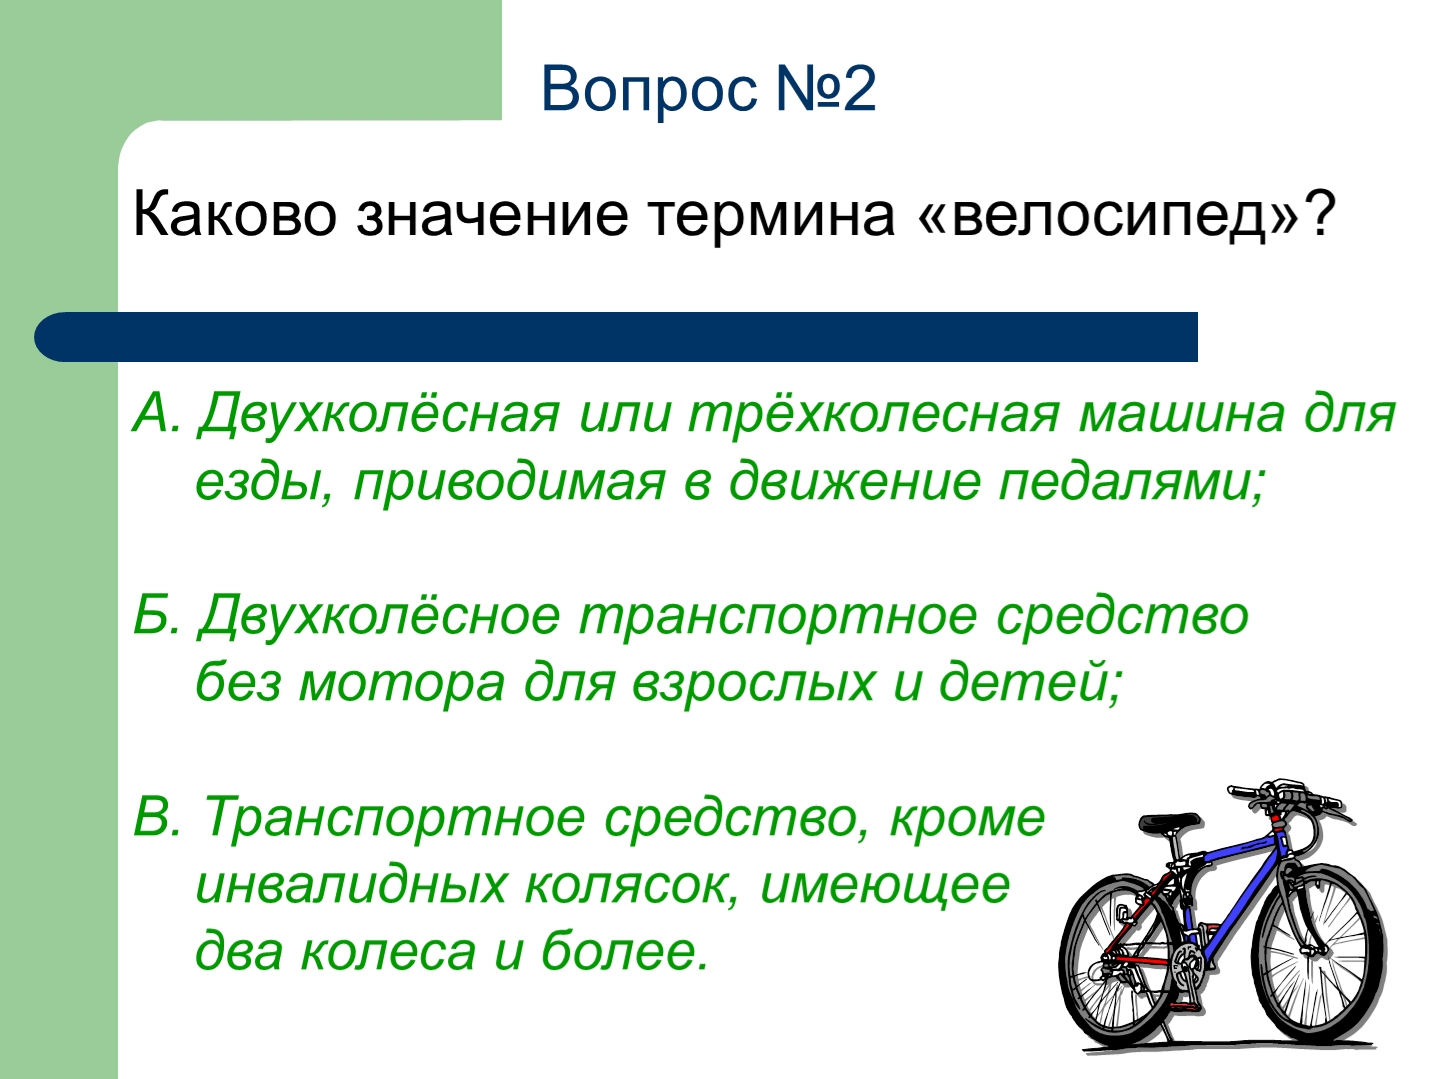 Вопрос №2
Каково значение термина «велосипед»?
А. Двухколёсная или трёхколесная машина для
езды, приводимая в движение педалями;
Б. Двухколёсное транспортное средство
без мотора для взрослых и детей;
В. Транспортное средство, кроме
инвалидных колясок, имеющее
два колеса и более.